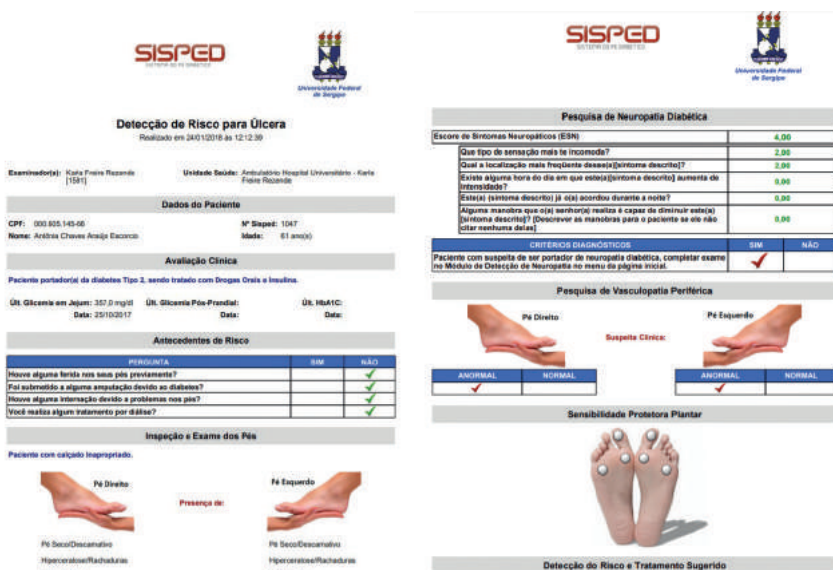 SISPED
SISTEMA DO PÉ DIABÉTICO
Universidade Federal
de Sergipe
Detecção de Risco para Úlcera
Realizado em 24/01/2018 às 12:12:39
Examinador(a): Karla Freire Rezende
[1591]
Unidade Saúde: Ambulatório Hospital Universitário - Karla
Freire Rezende
Dados do Paciente
CPF: 000.805.145-66 Nº Sisped: 1047
Nome: Antônia Chaves Araújo Escorcio Idade: 61 ano(s)
Avaliação Clínica
Paciente portador(a) da diabetes Tipo 2, sendo tratado com Drogas Orais e Insulina.
Últ. Glicemia em Jejum: 357,0 mg/dl Últ. Glicemia Pós-Prandial: Últ. HbA1C:
Data: 25/10/2017 Data: Data:
Antecedentes de Risco
PERGUNTA SIM NÃO
Houve alguma ferida nos seus pés previamente?
Foi submetido a alguma amputação devido ao diabetes?
Houve alguma internação devido a problemas nos pés?
Você realiza algum tratamento por diálise?
Inspeção e Exame dos Pés
Paciente com calçado Inapropriado.
Pé Direito Pé Esquerdo
Presença de:
Pé Seco/Descamativo Pé Seco/Descamativo
Hiperceralose/Rachaduras Hiperceralose/Rachaduras
SISPED
SISTEMA DO PÉ DIABÉTICO
Universidade Federal
de Sergipe
Pesquisa de Neuropatia Diabética
Escore de Sintomas Neuropáticos (ESN) 4,00
Que tipo de sensação mais te incomoda? 2,00
Qual a localização mais freqüente desse(a)[sintoma descrito]? 2,00
Existe alguma hora do dia em que este(a)[sintoma descrito] aumenta de
intensidade? 0,00
Este(a) (sintoma descrito) já o(a) acordou durante a noite? 0,00
Alguma manobra que o(a) senhor(a) realiza é capaz de diminuir este(a)
[sintoma descrito]? [Descrever as manobras para o paciente se ele não
citar nenhuma delas] 0,00
CRITÉRIOS DIAGNÓSTICOS SIM NÃO
Paciente com suspeita de ser portador de neuropatia diabética, completar exame
no Módulo de Detecção de Neuropatia no menu da página inicial.
Pesquisa de Vasculopatia Periférica
Pé Direito Pé Esquerdo
Suspeita Clínica:
ANORMAL NORMAL ANORMAL NORMAL
Sensibilidade Protetora Plantar
Detecção do Risco e Tratamento Sugerido